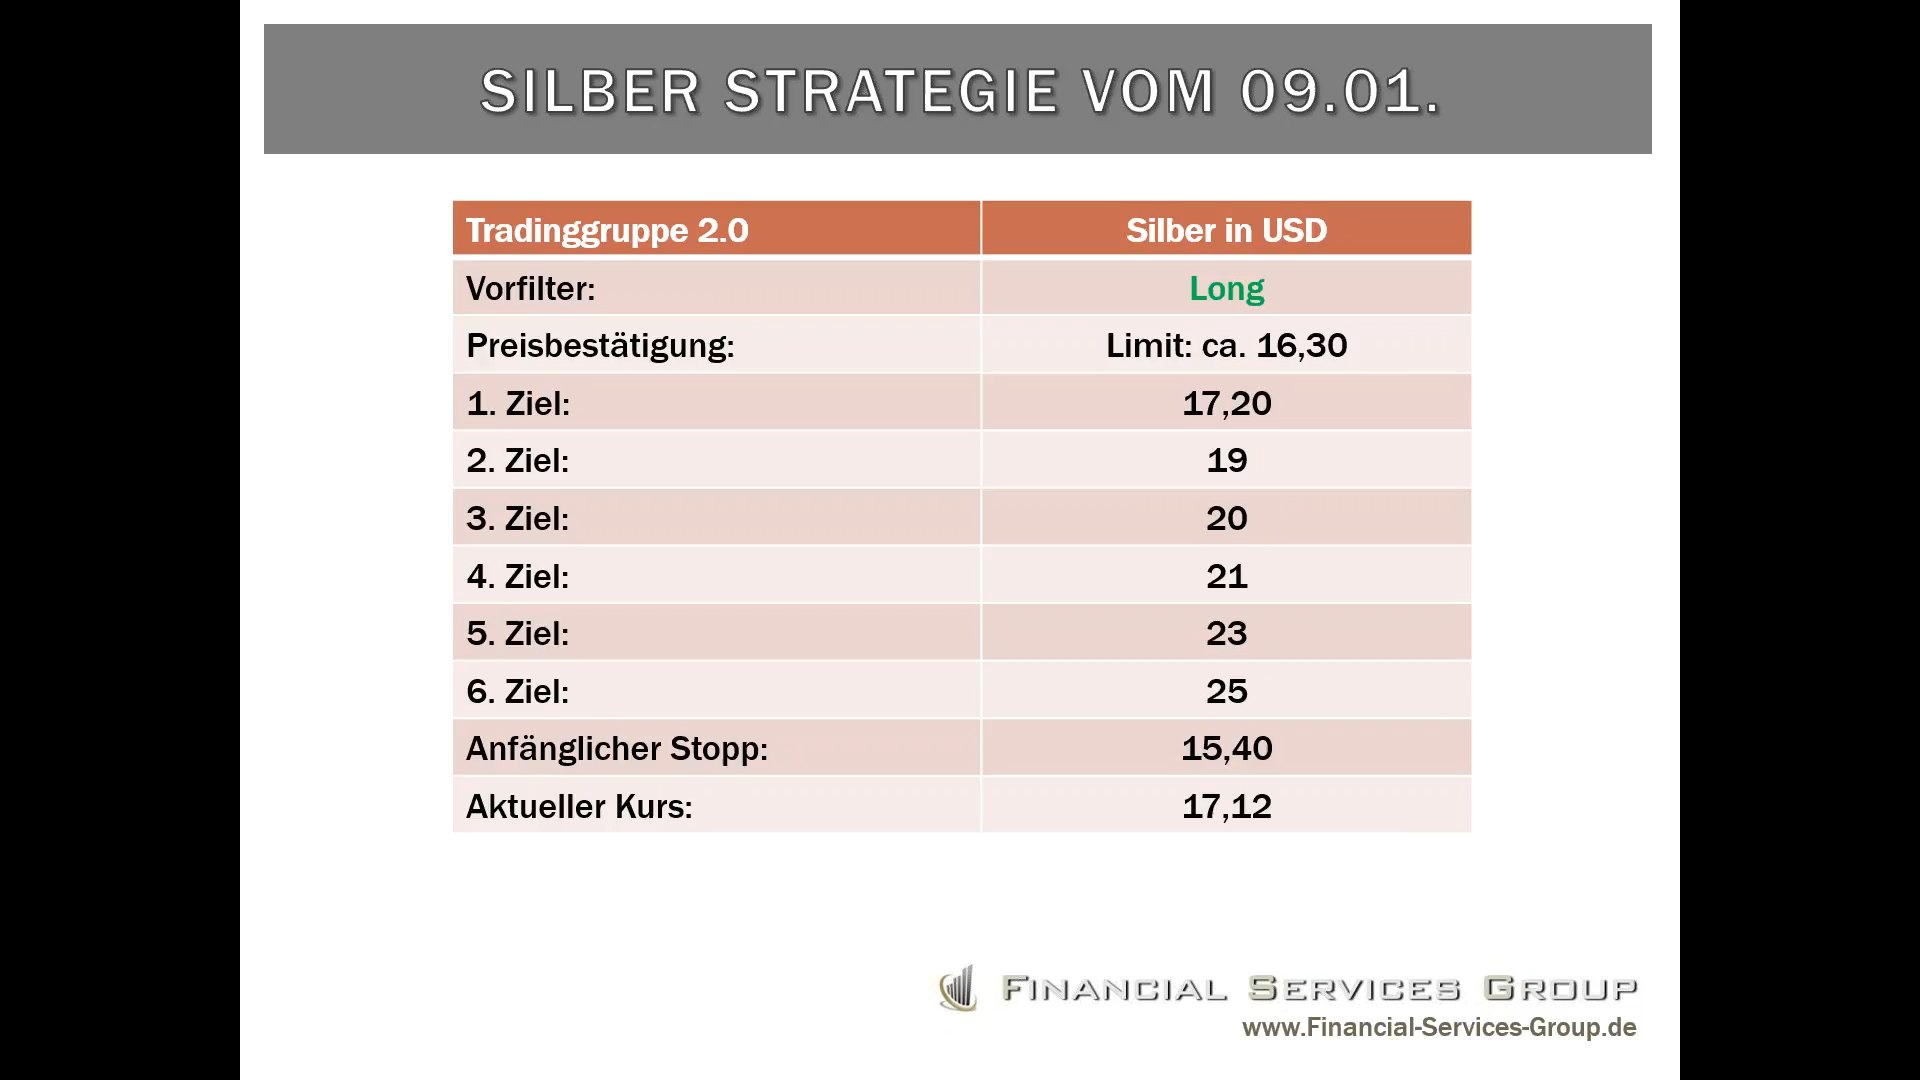 SILBER STRATEGIE VOM 09.01.
Tradinggruppe 2.0 Silber in USD
Vorfilter: Long
Preisbestätigung: Limit: ca. 16,30
1. Ziel: 17,20
2. Ziel: 19
3. Ziel: 20
4. Ziel: 21
5. Ziel: 23
6. Ziel: 25
Anfänglicher Stopp: 15,40
Aktueller Kurs: 17,12
FINANCIAL SERVICES GROUP
www.Financial-Services-Group.de